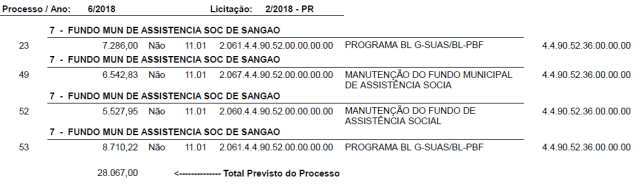 Processo / Ano: 6/2018 Licitação: 2/2018 - PR
7 - FUNDO MUN DE ASSISTENCIA SOC DE SANGAO
23 7.286,00 Não 11.01 2.061.4.4.90.52.00.00.00.00 PROGRAMA BL G-SUAS/BL-PBF 4.4.90.52.36.00.00.00
7 - FUNDO MUN DE ASSISTENCIA SOC DE SANGAO
49 6.542,83 Não 11.01 2.067.4.4.90.52.00.00.00.00 MANUTENÇÃO DO FUNDO MUNICIPAL 4.4.90.52.36.00.00.00
DE ASSISTÊNCIA SOCIA
7 - FUNDO MUN DE ASSISTENCIA SOC DE SANGAO
52 5.527,95 Não 11.01 2.060.4.4.90.52.00.00.00.00 MANUTENÇÃO DO FUNDO DE 4.4.90.52.36.00.00.00
ASSISTÊNCIA SOCIAL
7 - FUNDO MUN DE ASSISTENCIA SOC DE SANGAO
53 8.710,22 Não 11.01 2.061.4.4.90.52.00.00.00.00 PROGRAMA BL G-SUAS/BL-PBF 4.4.90.52.36.00.00.00
28.067,00 <-------------- Total Previsto do Processo